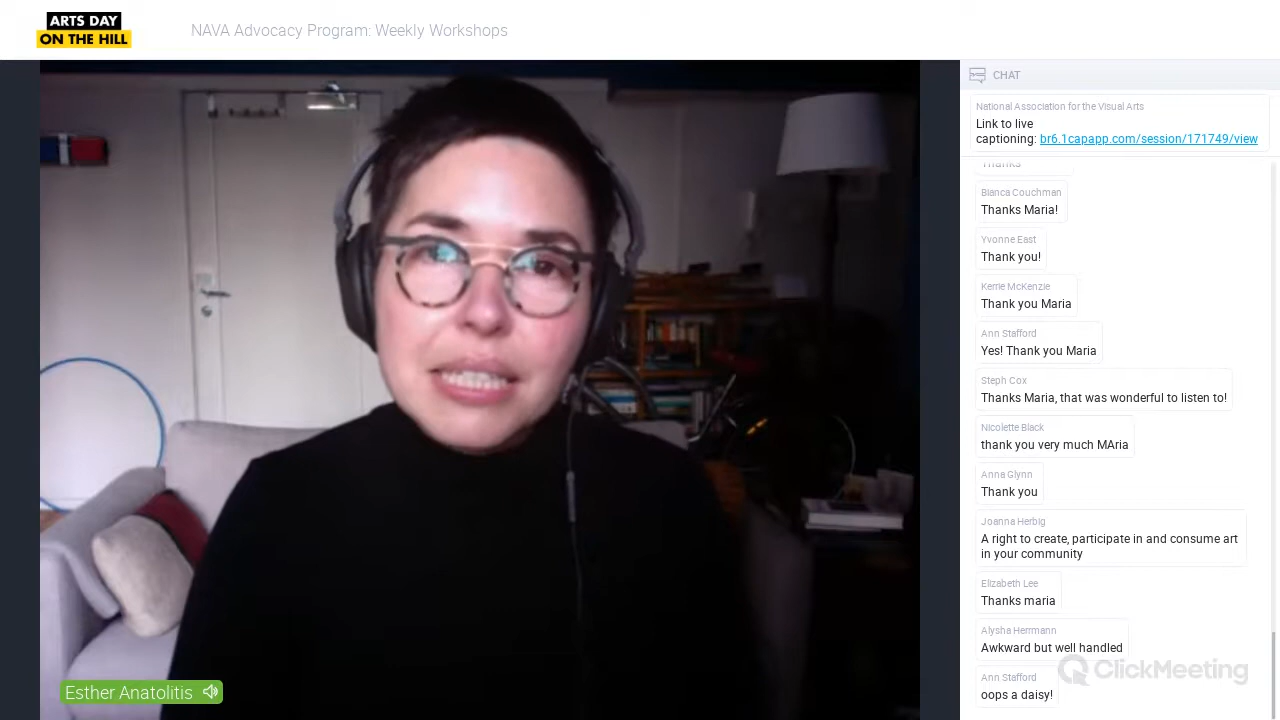 ARTS DAY
ON THE HILL
NAVA Advocacy Program: Weekly Workshops
CHAT
National Association for the Visual Arts
Link to live
captioning: br6.1capapp.com/session/171749/view
Thanks
Bianca Couchman
Thanks Maria!
Yvonne East
Thank you!
Kerrie McKenzie
Thank you Maria
Ann Stafford
Yes! Thank you Maria
Steph Cox
Thanks Maria, that was wonderful to listen to!
Nicolette Black
thank you very much MAria
Anna Glynn
Thank you
Joanna Herbig
A right to create, participate in and consume art
in your community
Elizabeth Lee
Thanks maria
Alysha Herrmann
Awkward but well handled
Ann Stafford
oops a daisy!
ClickMeeting
Esther Anatolitis